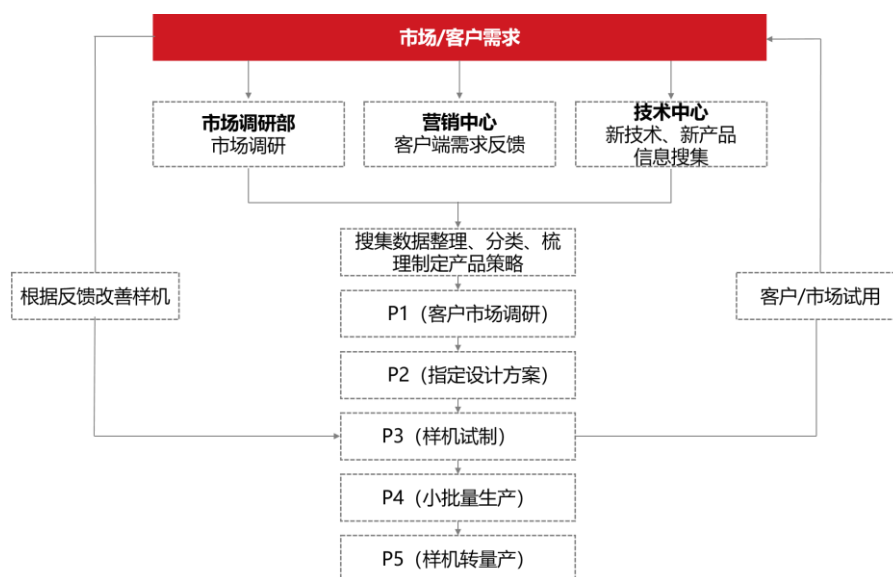 市场/客户需求
市场调研部
市场调研
营销中心
客户端需求反馈
技术中心
新技术、新产品
信息搜集
搜集数据整理、分类、梳
理制定产品策略
根据反馈改善样机
P1（客户市场调研）
客户/市场试用
P2（指定设计方案）
P3（样机试制）
P4（小批量生产）
P5（样机转量产）